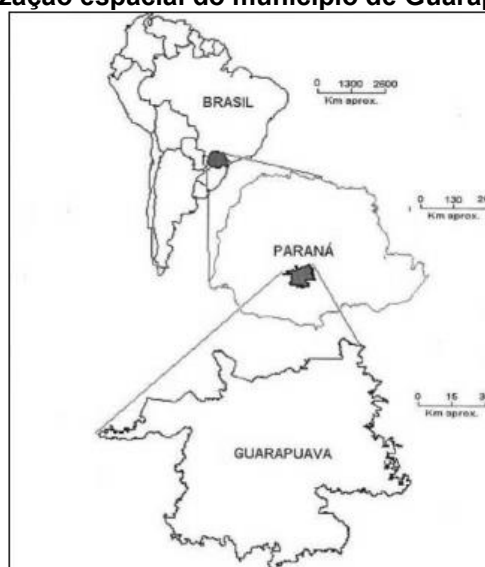 zação espacial do município de Guarap
BRASIL
0 1300 2600
Km aprox.
0 130
Km aprox.
PARANÁ
0 15
Km aprox.
GUARAPUAVA